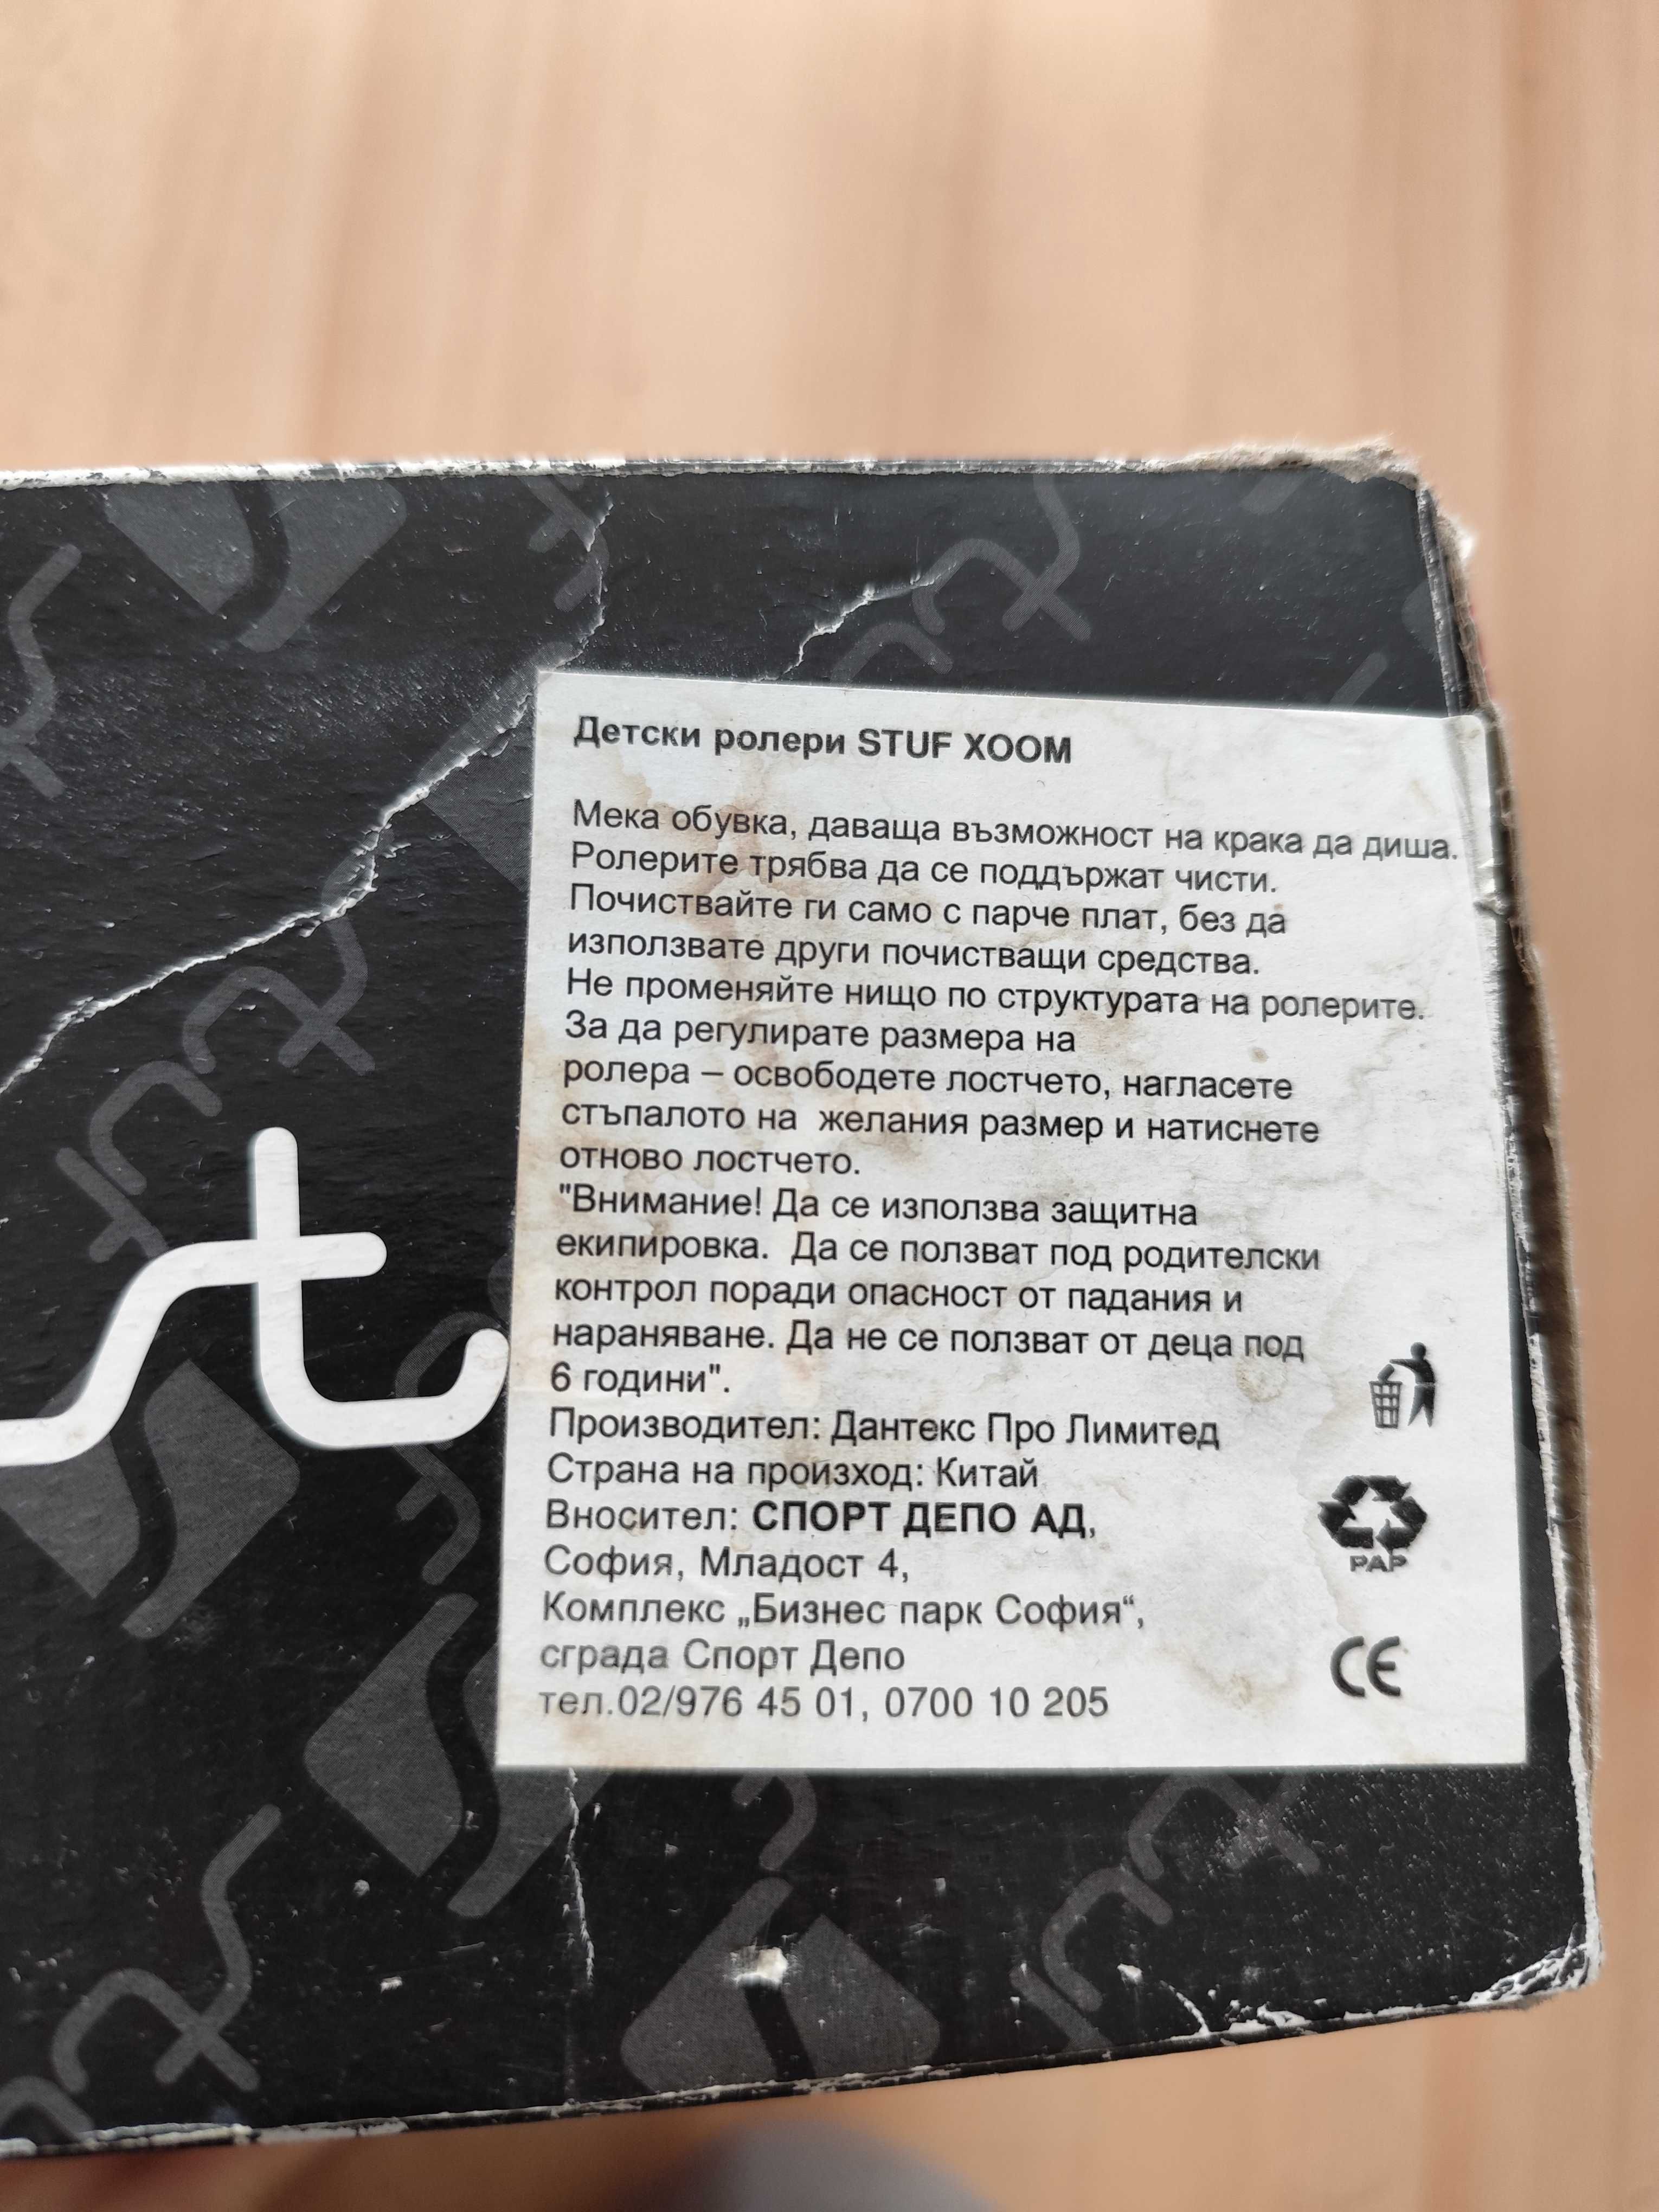 Детски ролери STUF XOOM
Мека обувка, даваща възможност на крака да диша.
Ролерите трябва да се поддържат чисти.
Почиствайте ги само с парче плат, без да
използвате други почистващи средства.
Не променяйте нищо по структурата на ролерите.
За да регулирате размера на
ролера – освободете лостчето, нагласете
стъпалото на  желания размер и натиснете
отново лостчето.
"Внимание! Да се използва защитна
екипировка.  Да се ползват под родителски
контрол поради опасност от падания и
нараняване. Да не се ползват от деца под
6 години".
Производител: Дантекс Про Лимитед
Страна на произход: Китай
Вносител: СПОРТ ДЕПО АД,
София, Младост 4,
Комплекс „Бизнес парк София“,
сграда Спорт Депо
тел.02/976 45 01, 0700 10 205
PAP
CE